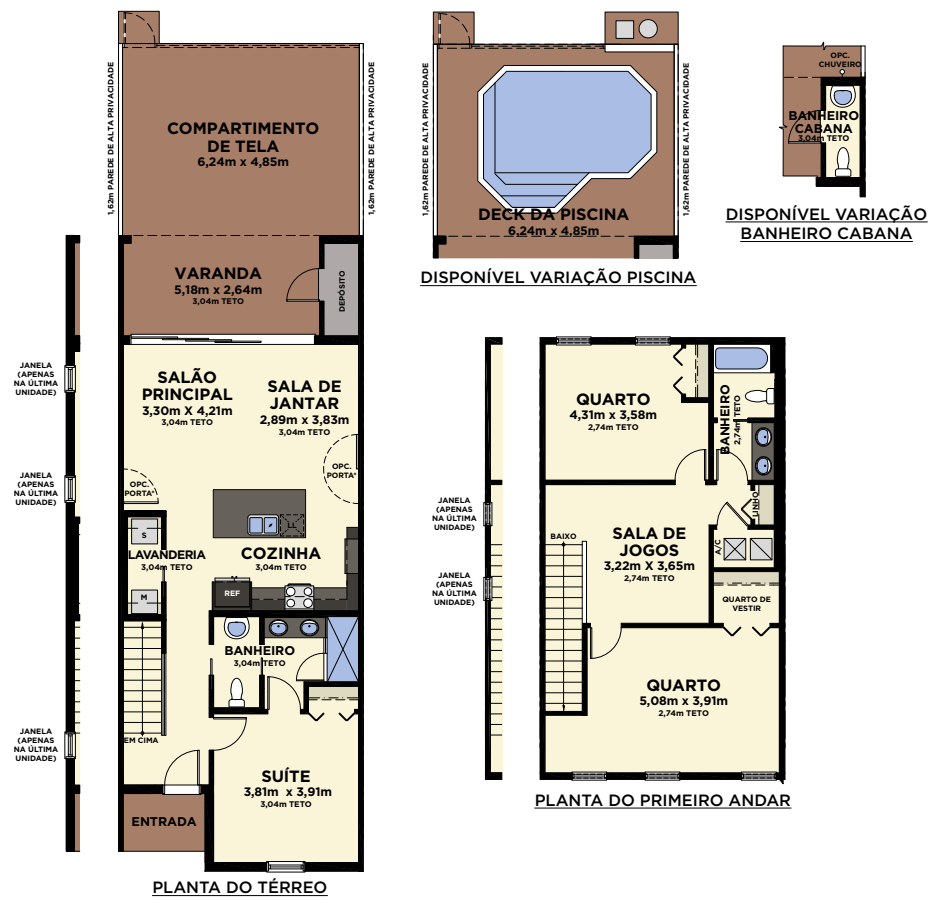 1,62m PAREDE DE ALTA PRIVACIDADE
COMPARTIMENTO
DE TELA
6,24m x 4,85m
1,62m PAREDE DE ALTA PRIVACIDADE
VARANDA
5,18m x 2,64m
3,04m TETO
DEPÓSITO
JANELA
(APENAS
NA ÚLTIMA
UNIDADE)
SALÃO
PRINCIPAL
3,30m X 4,21m
3,04m TETO
SALA DE
JANTAR
2,89m x 3,83m
3,04m TETO
JANELA
(APENAS
NA ÚLTIMA
UNIDADE)
OPC.
PORTA*
OPC.
PORTA*
LL
S
LAVANDERIA
3,04m TETO
M
COZINHA
3,04m TETO
REF
BANHEIRO
3,04m TETO
JANELA
(APENAS
NA ÚLTIMA
UNIDADE)
EM CIMA
SUÍTE
3,81m x 3,91m
3,04m TETO
ENTRADA
PLANTA DO TÉRREO
1,62m PAREDE DE ALTA PRIVACIDADE
DECK DA PISCINA
6,24m x 4,85m
1,62m PAREDE DE ALTA PRIVACIDADE
DISPONÍVEL VARIAÇÃO PISCINA
OPC.
CHUVEIRO
BANHEIRO
CABANA
3,04m TETO
DISPONÍVEL VARIAÇÃO
BANHEIRO CABANA
QUARTO
4,31m x 3,58m
2,74m TETO
BANHEIRO
2,74m TETO
JANELA
(APENAS
NA ÚLTIMA
UNIDADE)
BAIXO
SALA DE
JOGOS
3,22m X 3,65m
2,74m TETO
LINHO
A/C
JANELA
(APENAS
NA ÚLTIMA
UNIDADE)
QUARTO DE
VESTIR
QUARTO
5,08m x 3,91m
2,74m TETO
PLANTA DO PRIMEIRO ANDAR